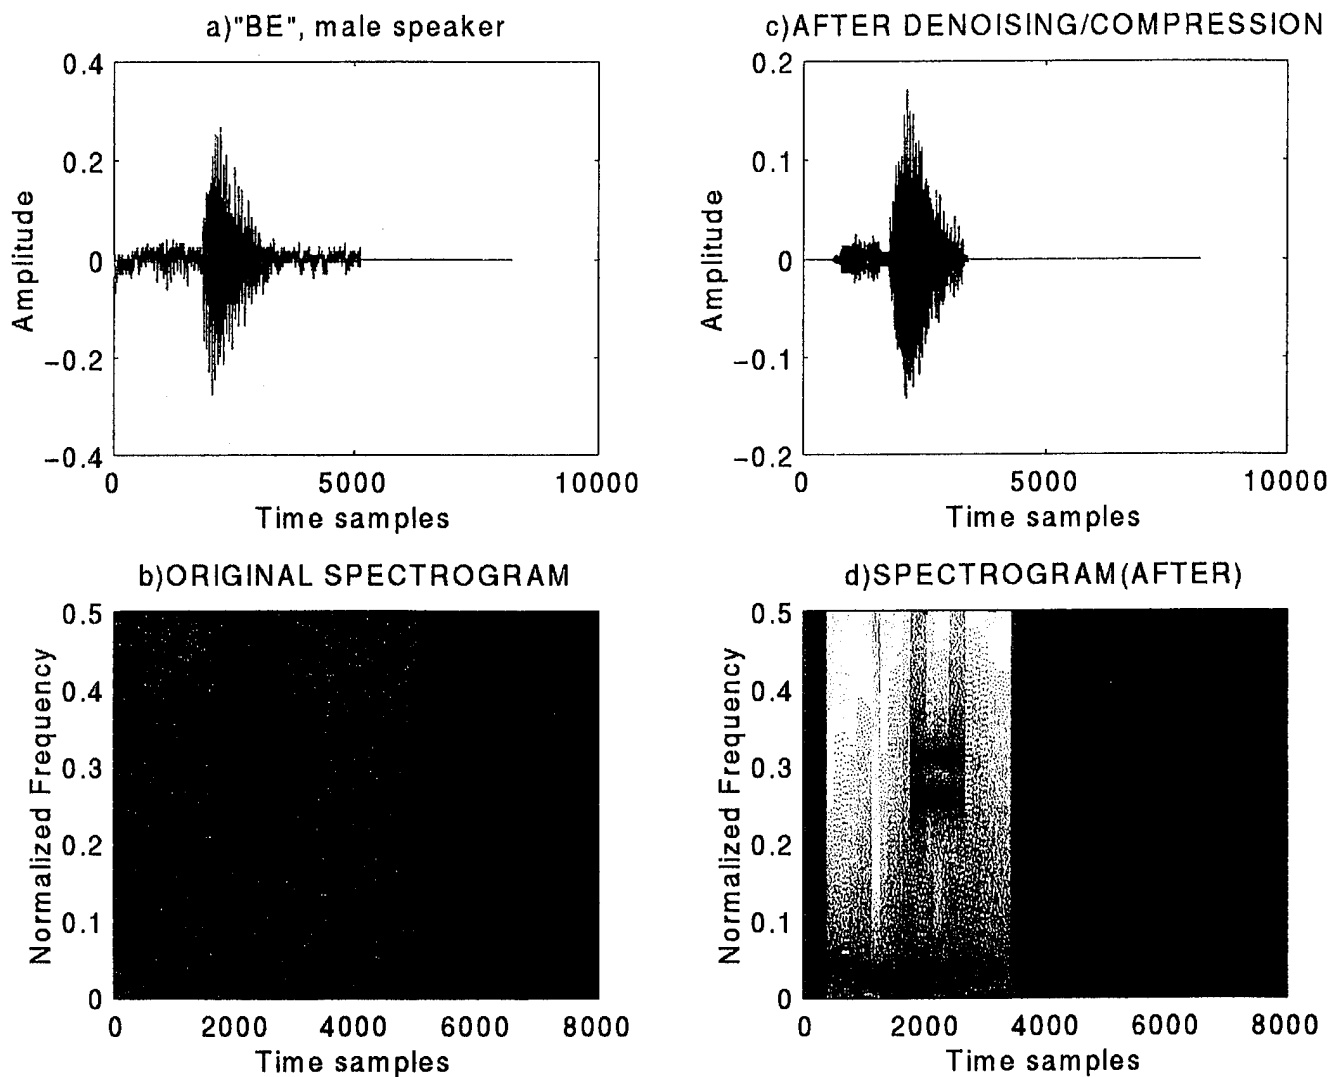 a)"BE", male speaker
0.4
0.2
0
−0.2
−0.4
Amplitude
0 5000 10000
Time samples
c)AFTER DENOISING/COMPRESSION
0.2
0.1
0
−0.1
−0.2
Amplitude
0 5000 10000
Time samples
b)ORIGINAL SPECTROGRAM
0.5
0.4
0.3
0.2
0.1
0
Normalized Frequency
0 2000 4000 6000 8000
Time samples
d)SPECTROGRAM(AFTER)
0.5
0.4
0.3
0.2
0.1
0
Normalized Frequency
0 2000 4000 6000 8000
Time samples